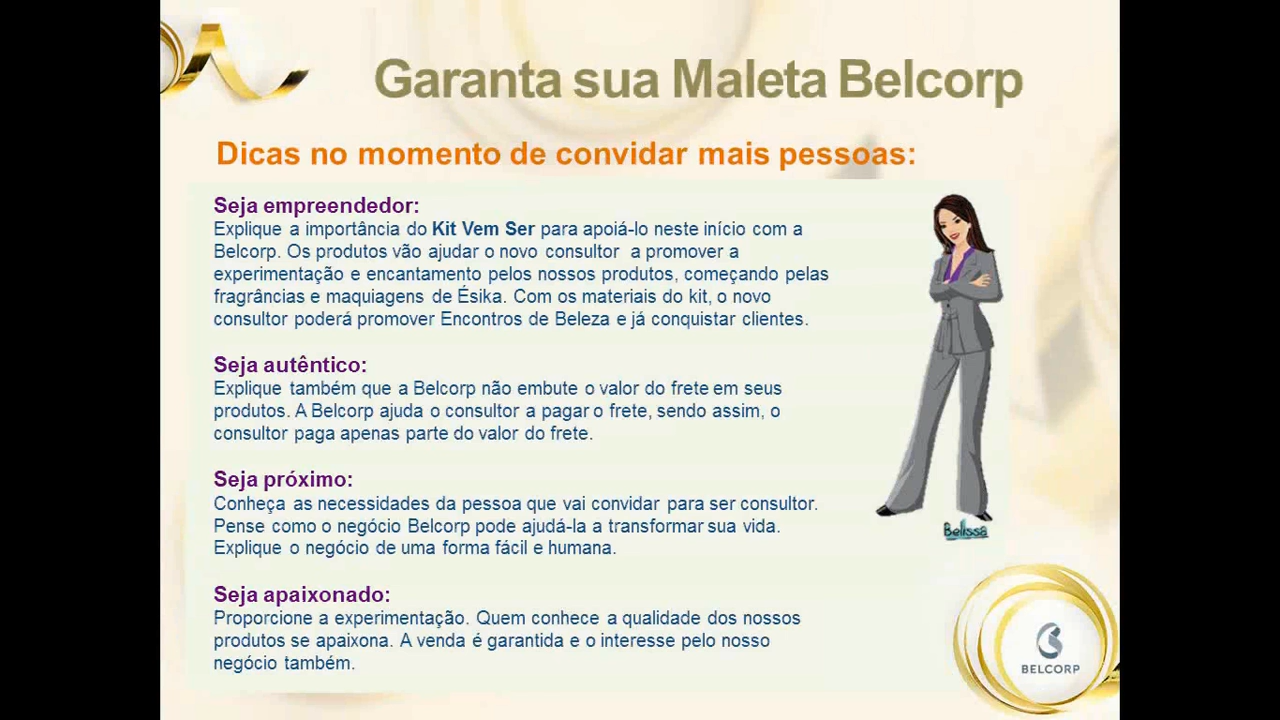 Garanta sua Maleta Belcorp
Dicas no momento de convidar mais pessoas:
Seja empreendedor:
Explique a importância do Kit Vem Ser para apoiá-lo neste início com a
Belcorp. Os produtos vão ajudar o novo consultor a promover a
experimentação e encantamento pelos nossos produtos, começando pelas
fragrâncias e maquiagens de Ésika. Com os materiais do kit, o novo
consultor poderá promover Encontros de Beleza e já conquistar clientes.
Seja autêntico:
Explique também que a Belcorp não embute o valor do frete em seus
produtos. A Belcorp ajuda o consultor a pagar o frete, sendo assim, o
consultor paga apenas parte do valor do frete.
Seja próximo:
Conheça as necessidades da pessoa que vai convidar para ser consultor.
Pense como o negócio Belcorp pode ajudá-la a transformar sua vida.
Explique o negócio de uma forma fácil e humana.
Belissa
Seja apaixonado:
Proporcione a experimentação. Quem conhece a qualidade dos nossos
produtos se apaixona. A venda é garantida e o interesse pelo nosso
negócio também.
BELCORP